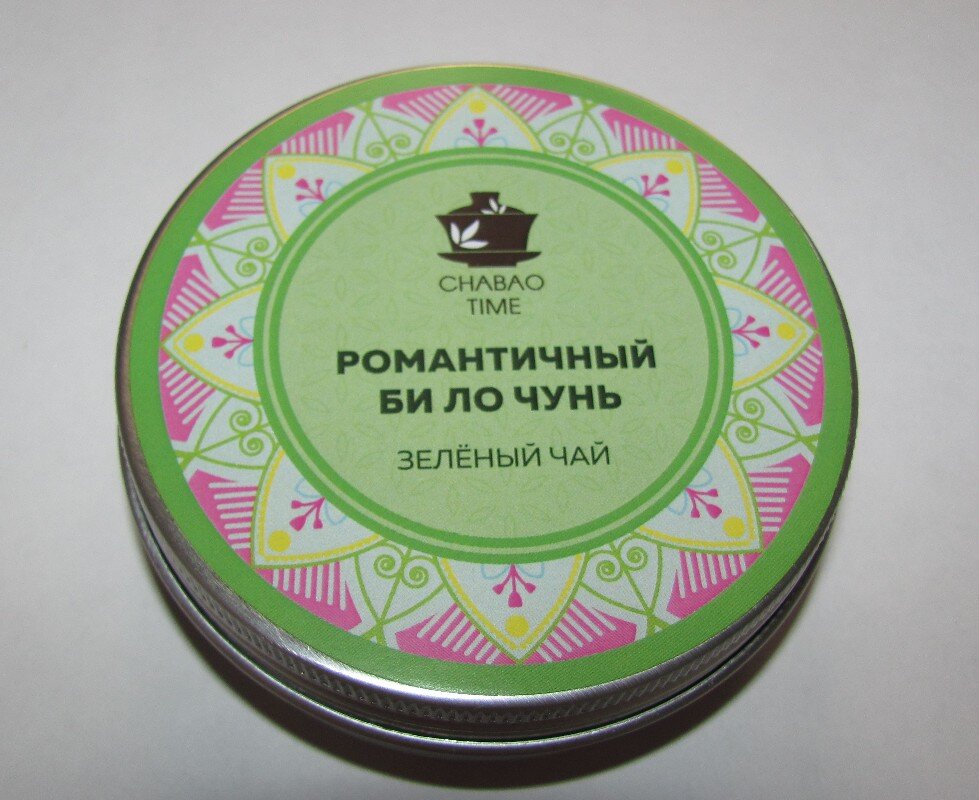 CHABAO
TIME
РОМАНТИЧНЫЙ
БИ ЛО ЧУНЬ
ЗЕЛЁНЫЙ ЧАЙ